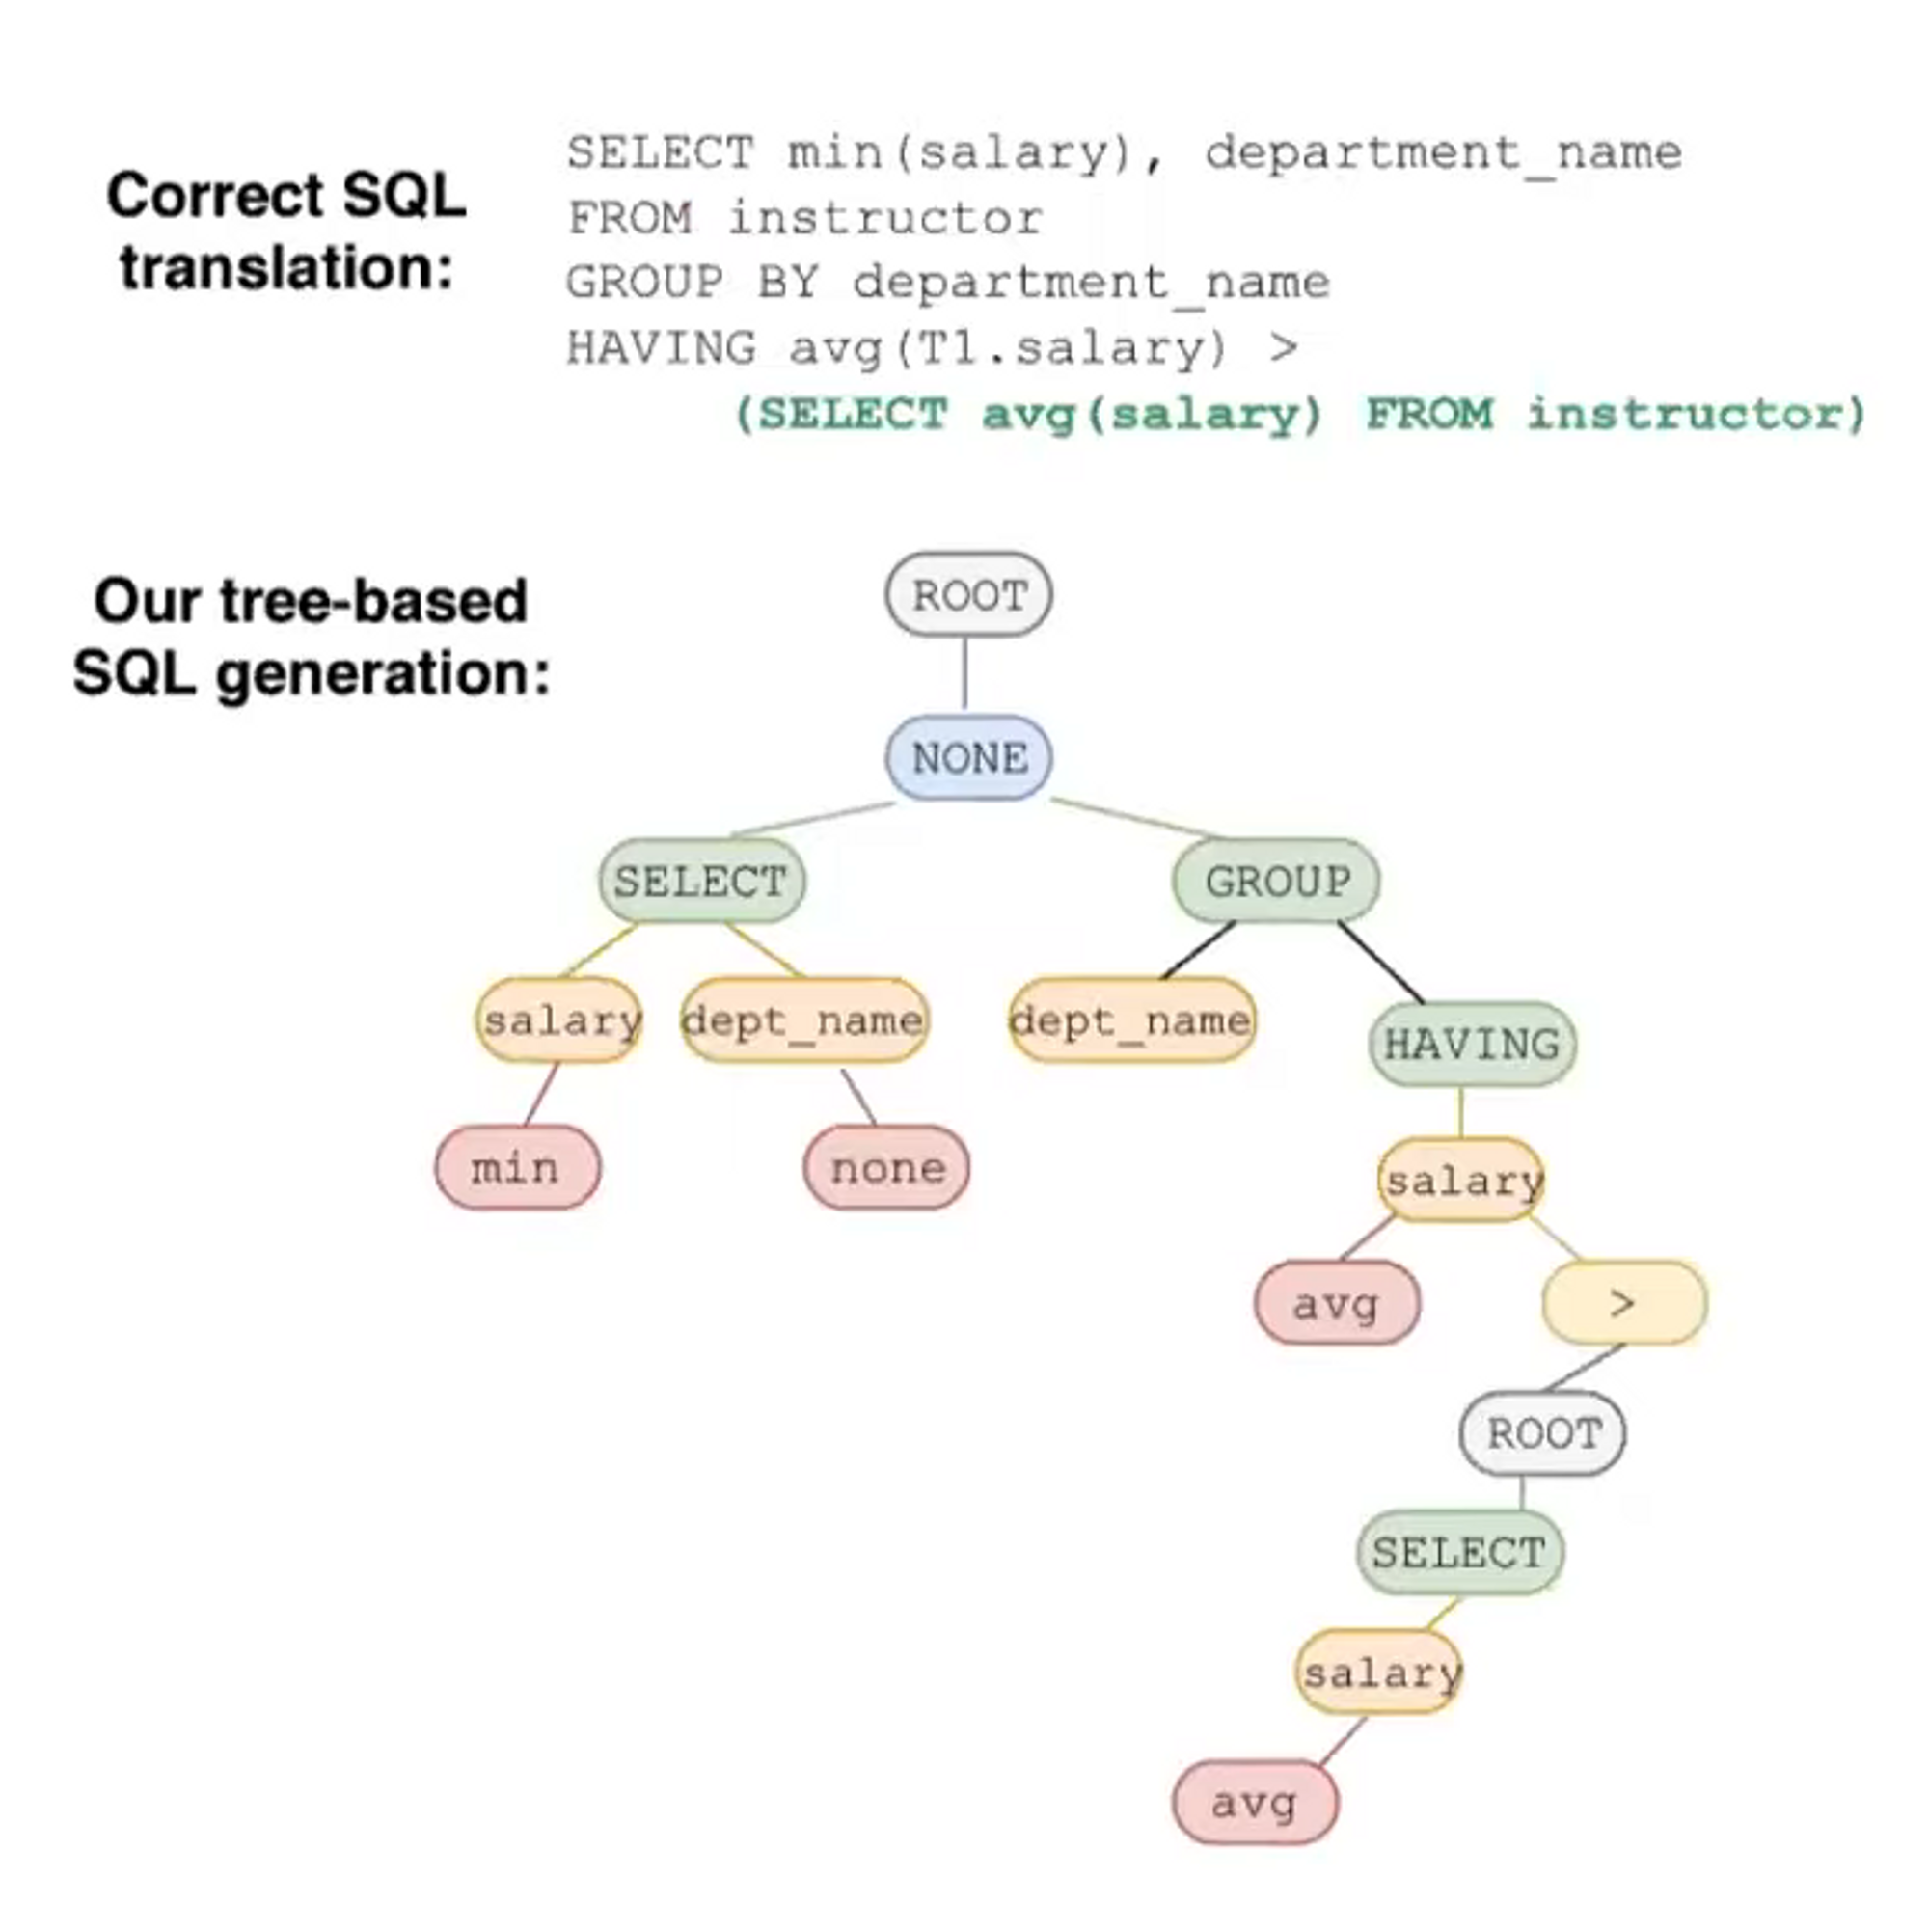 Correct SQL
translation:
SELECT min(salary), department_name
FROM instructor
GROUP BY department_name
HAVING avg(T1.salary) >
(SELECT avg(salary) FROM instructor)
Our tree-based
SQL generation:
ROOT
NONE
SELECT
GROUP
salary
dept_name
dept_name
HAVING
min
none
salary
avg
>
ROOT
SELECT
salary
avg